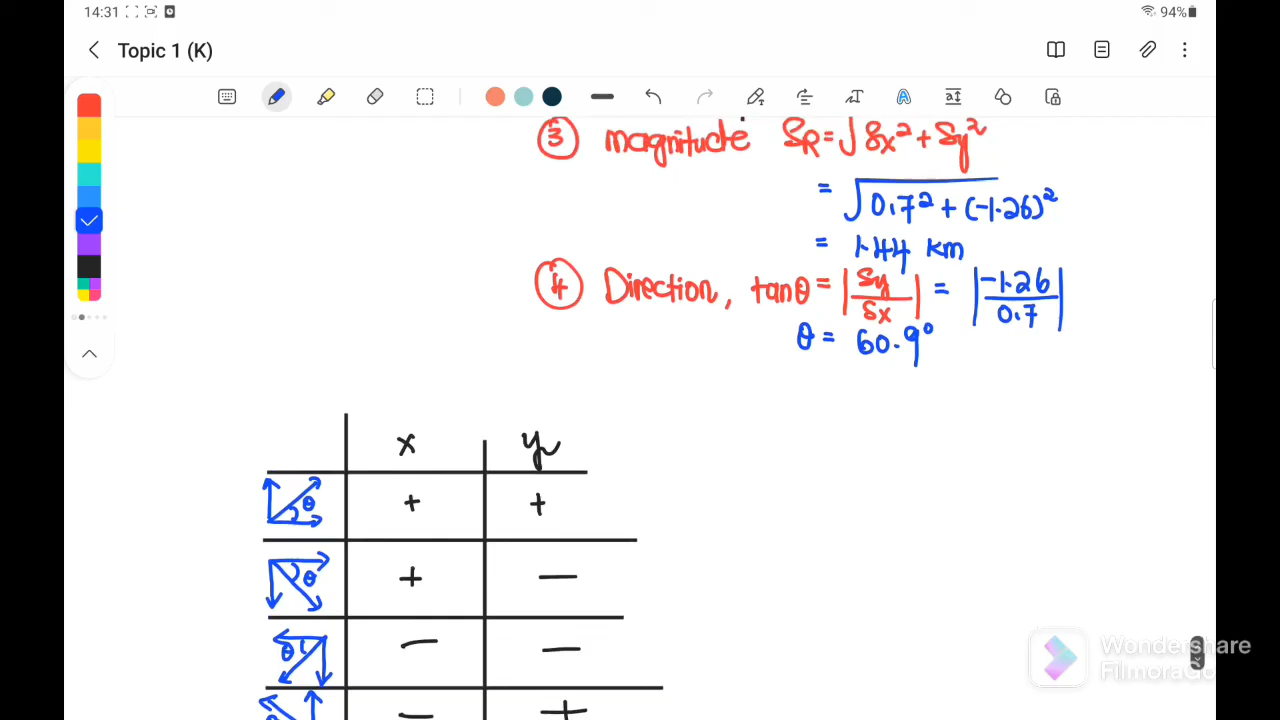 14:31 94%
Topic 1 (K)
③ magnitude SR = √Sx² + Sy²
= √0.7² + (-1.26)²
= 1.44 km
④ Direction, tanθ = |Sy/Sx| = |-1.26/0.7|
θ = 60.9°
x y
θ + +
θ + —
θ — —
— +
Wondershare
FilmoraGo